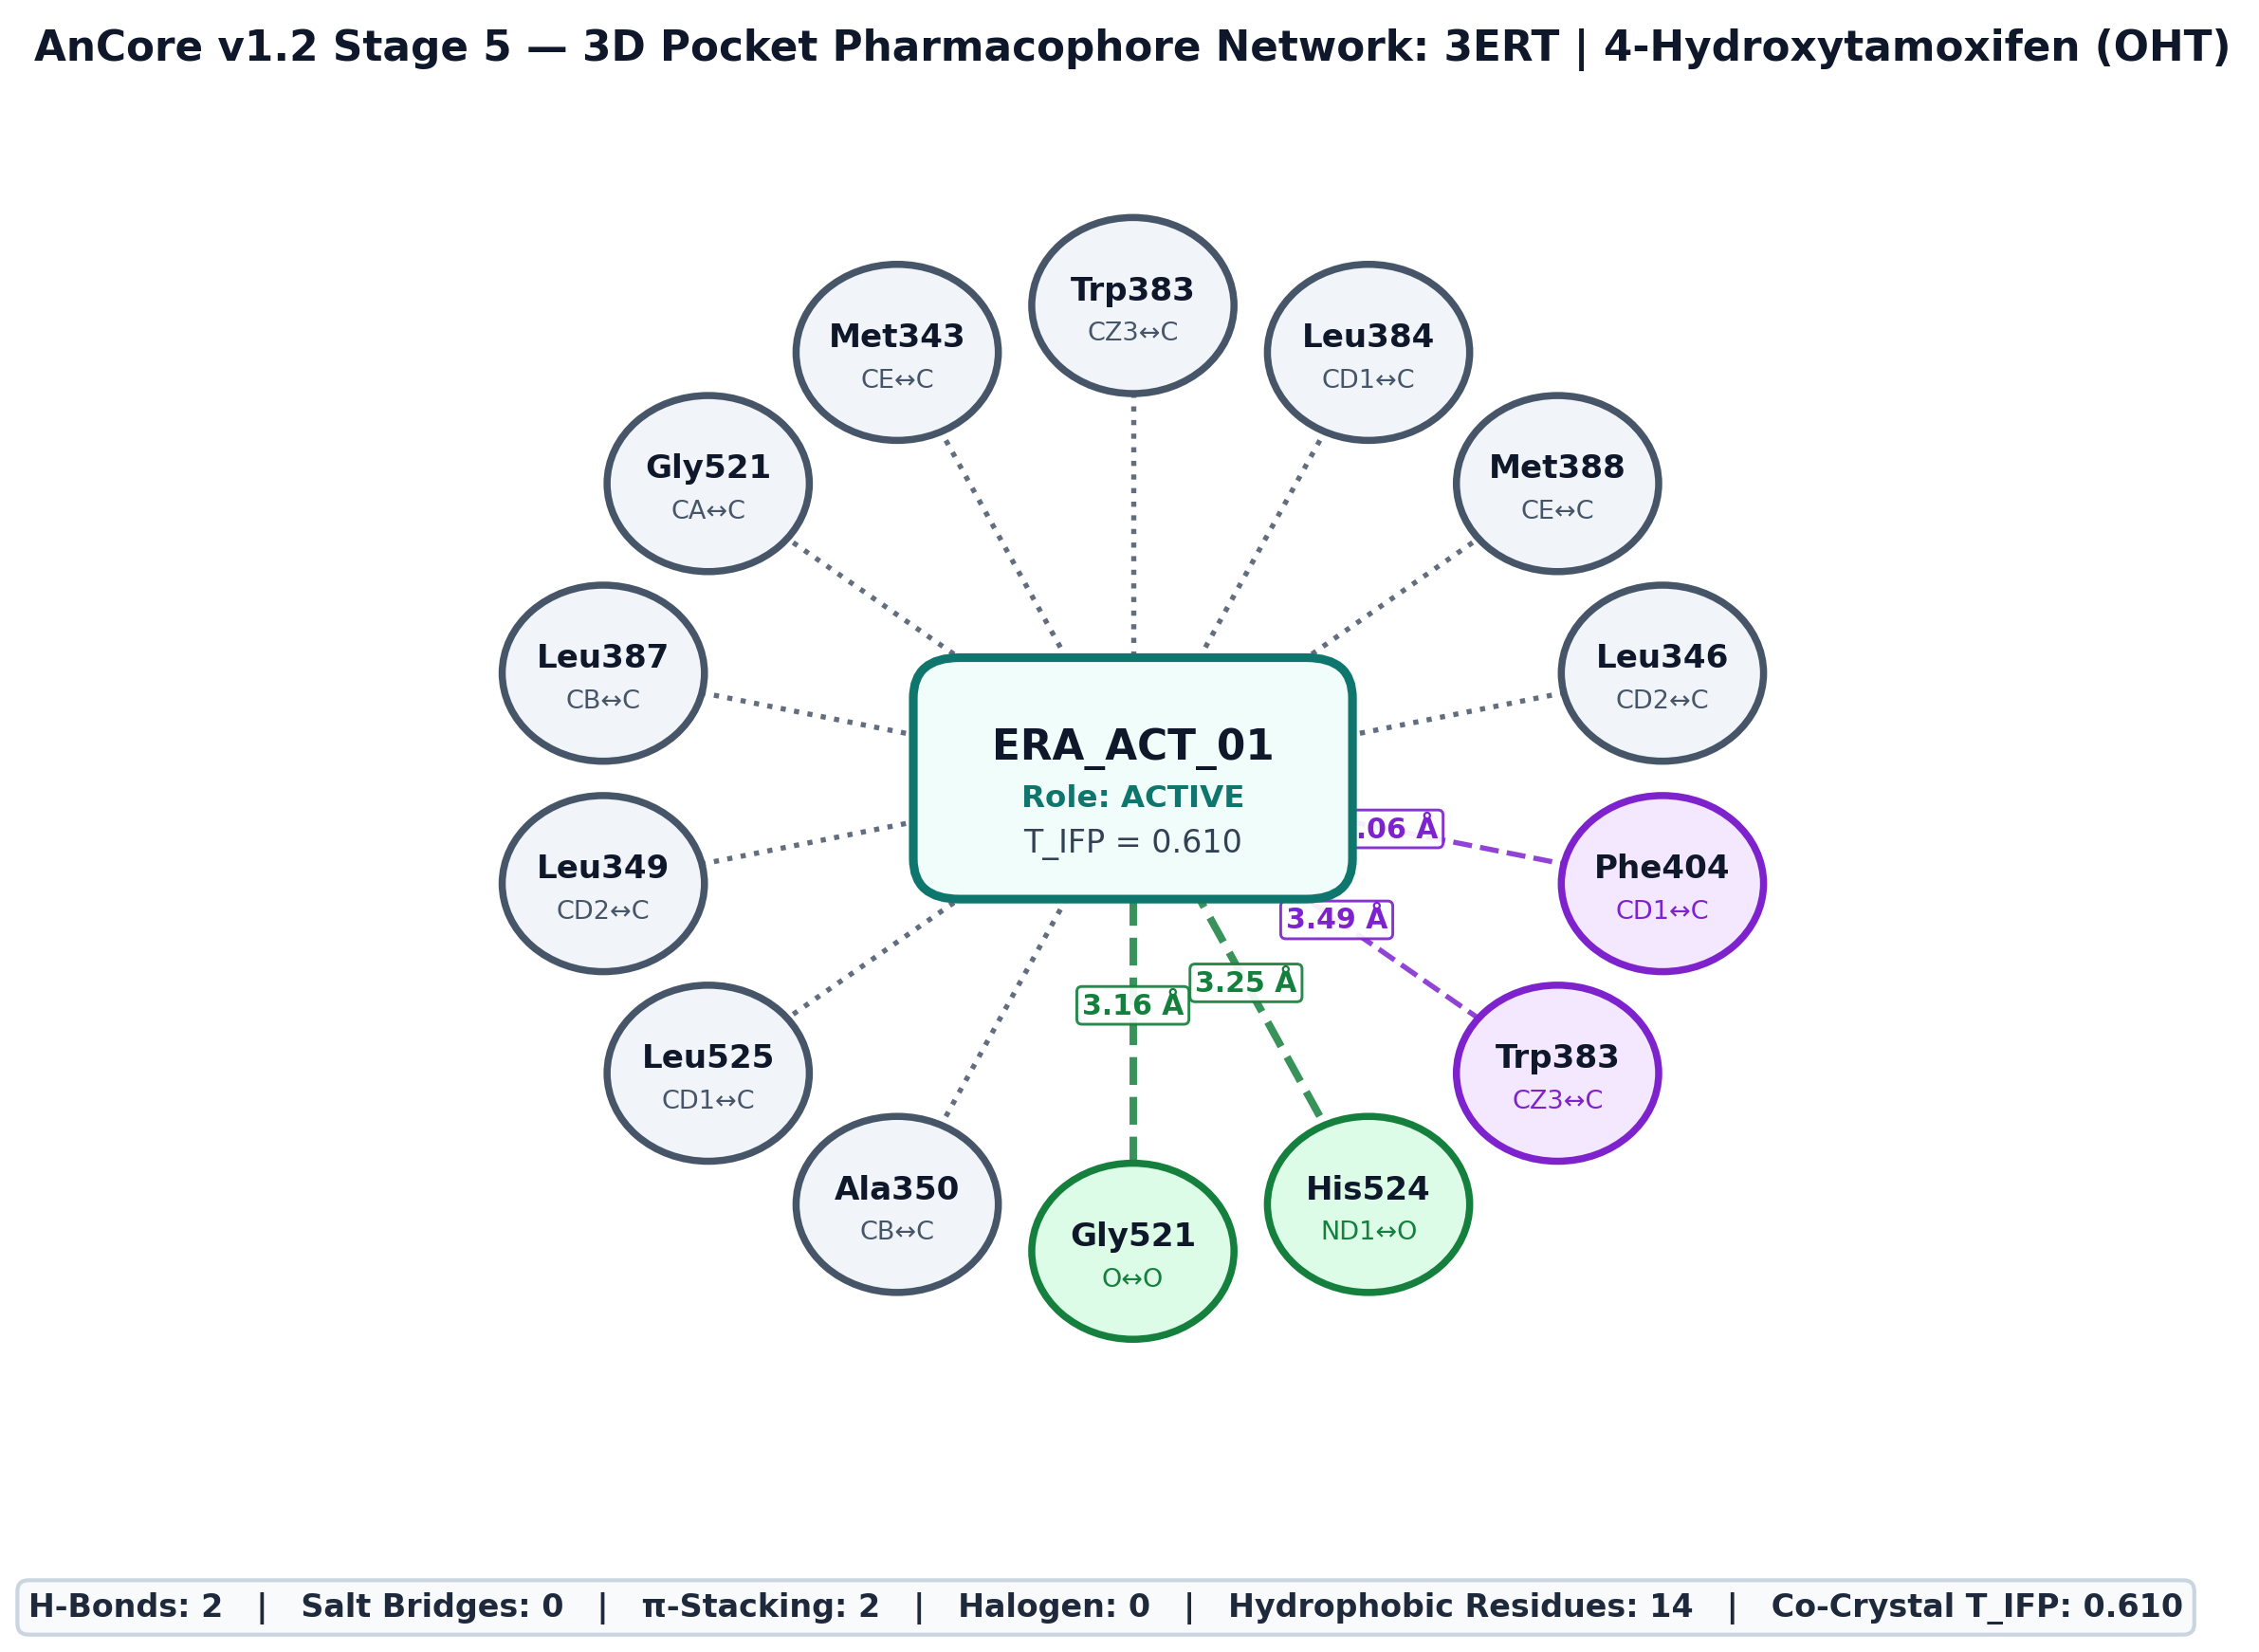 AnCore v1.2 Stage 5 — 3D Pocket Pharmacophore Network: 3ERT | 4-Hydroxytamoxifen (OHT)
Trp383
CZ3↔C
Met343
CE↔C
Leu384
CD1↔C
Gly521
CA↔C
Met388
CE↔C
Leu387
CB↔C
Leu346
CD2↔C
ERA_ACT_01
Role: ACTIVE
T_IFP = 0.610
.06 Å
Leu349
CD2↔C
Phe404
CD1↔C
3.49 Å
3.25 Å
3.16 Å
Leu525
CD1↔C
Trp383
CZ3↔C
Ala350
CB↔C
His524
ND1↔O
Gly521
O↔O
H-Bonds: 2 | Salt Bridges: 0 | π-Stacking: 2 | Halogen: 0 | Hydrophobic Residues: 14 | Co-Crystal T_IFP: 0.610